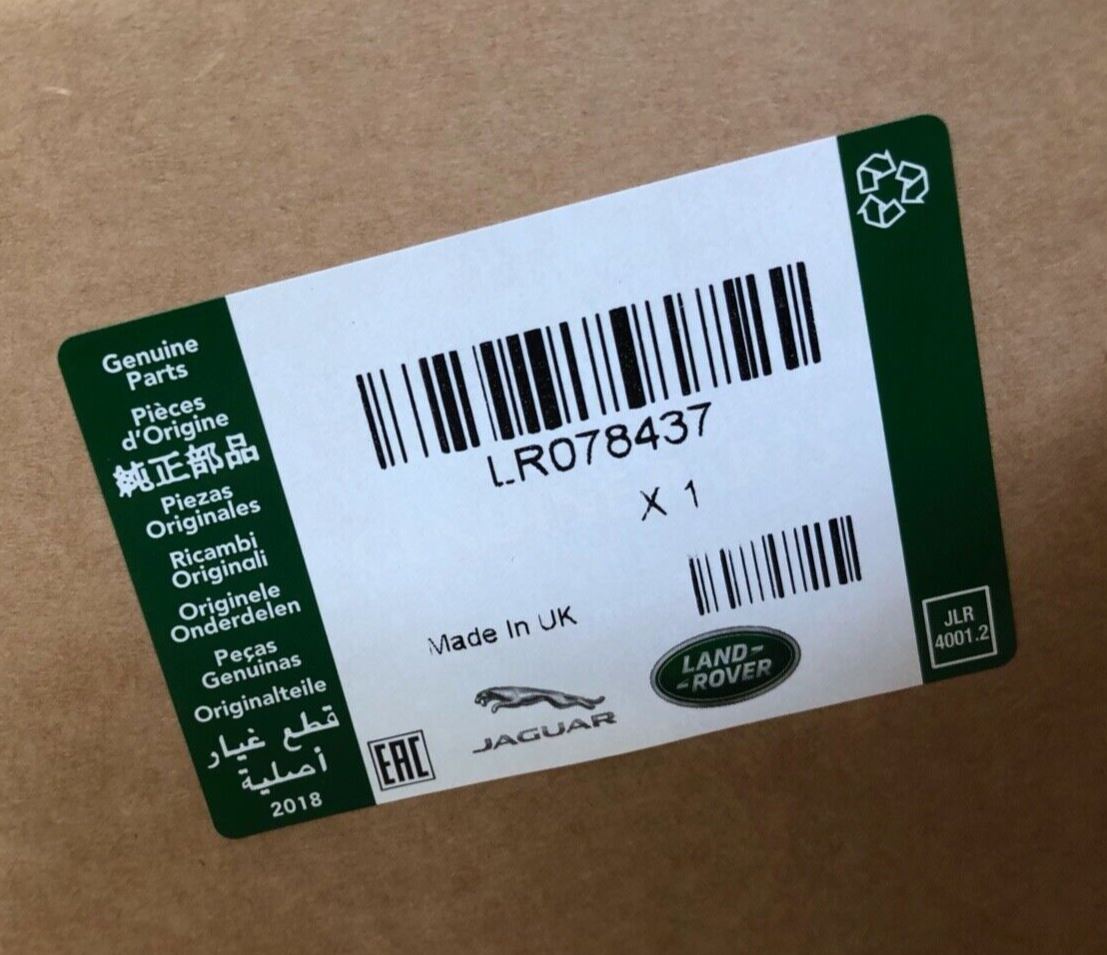 Genuine
Parts
Pièces
d'Origine
純正部品
Piezas
Originales
Ricambi
Originali
Originele
Onderdelen
Peças
Genuinas
Originalteile
قطع غيار
أصلية
2018
LR078437
X 1
Made In UK
EAC
JAGUAR
LAND-
-ROVER
JLR
4001.2